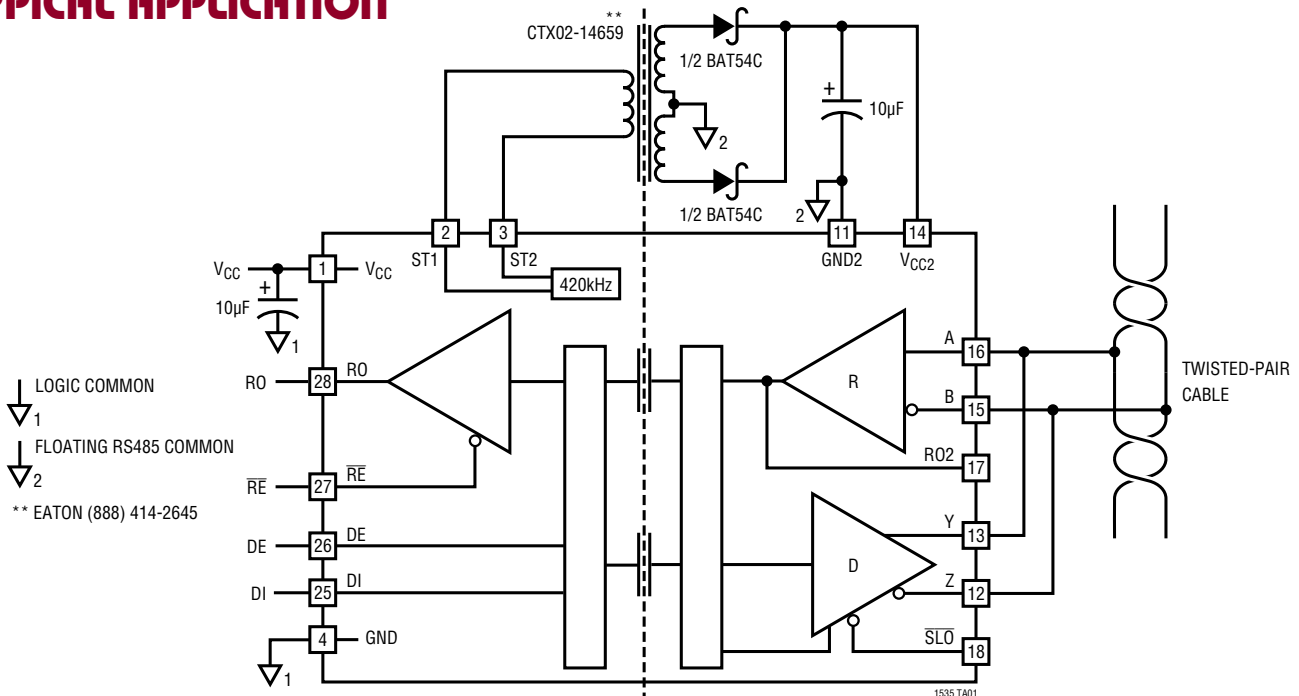 TYPICAL APPLICATION
**
CTX02-14659
1/2 BAT54C
+
10µF
2
1/2 BAT54C
2
2
3
11
14
ST1
ST2
GND2
VCC2
420kHz
VCC
1
VCC
+
10µF
1
A
16
RO
28
RO
R
TWISTED-PAIR
CABLE
B
15
LOGIC COMMON
1
FLOATING RS485 COMMON
2
RO2
17
RE
27
RE
** EATON (888) 414-2645
Y
13
DE
26
DE
D
DI
25
DI
Z
12
4
GND
SLO
18
1
1535 TA01